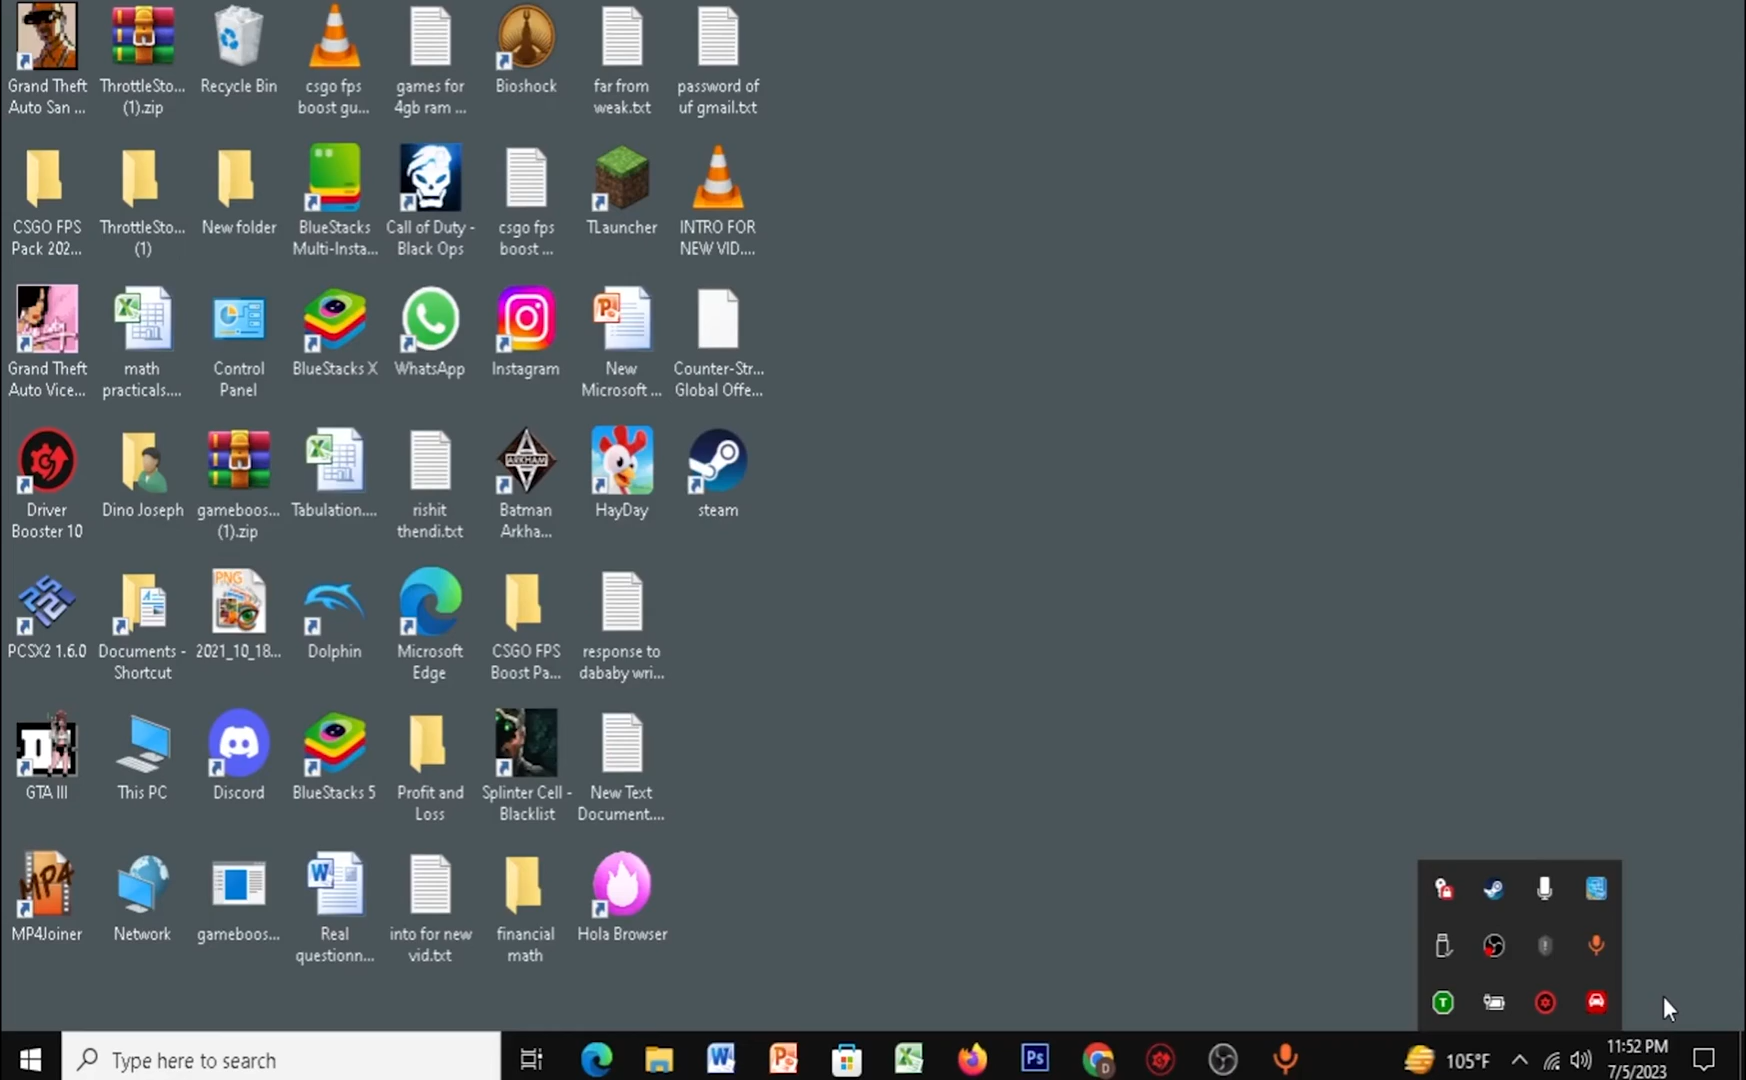 Grand Theft
Auto San ...
ThrottleSto...
(1).zip
Recycle Bin
csgo fps
boost gu...
games for
4gb ram ...
Bioshock
far from
weak.txt
password of
uf gmail.txt
CSGO FPS
Pack 202...
ThrottleSto...
(1)
New folder
BlueStacks
Multi-Insta...
Call of Duty -
Black Ops
csgo fps
boost ...
TLauncher
INTRO FOR
NEW VID....
Grand Theft
Auto Vice...
math
practicals....
Control
Panel
BlueStacks X
WhatsApp
Instagram
New
Microsoft ...
Counter-Str...
Global Offe...
Driver
Booster 10
Dino Joseph
gameboos...
(1).zip
Tabulation....
rishit
thendi.txt
ARKHAM
Batman
Arkha...
HayDay
steam
PCSX2 1.6.0
Documents -
Shortcut
PNG
2021_10_18...
Dolphin
Microsoft
Edge
CSGO FPS
Boost Pa...
response to
dababy wri...
GTA III
This PC
Discord
BlueStacks 5
Profit and
Loss
Splinter Cell -
Blacklist
New Text
Document....
MP4
MP4Joiner
Network
gameboos...
Real
questionn...
into for new
vid.txt
financial
math
Hola Browser
Type here to search
105°F
11:52 PM
7/5/2023